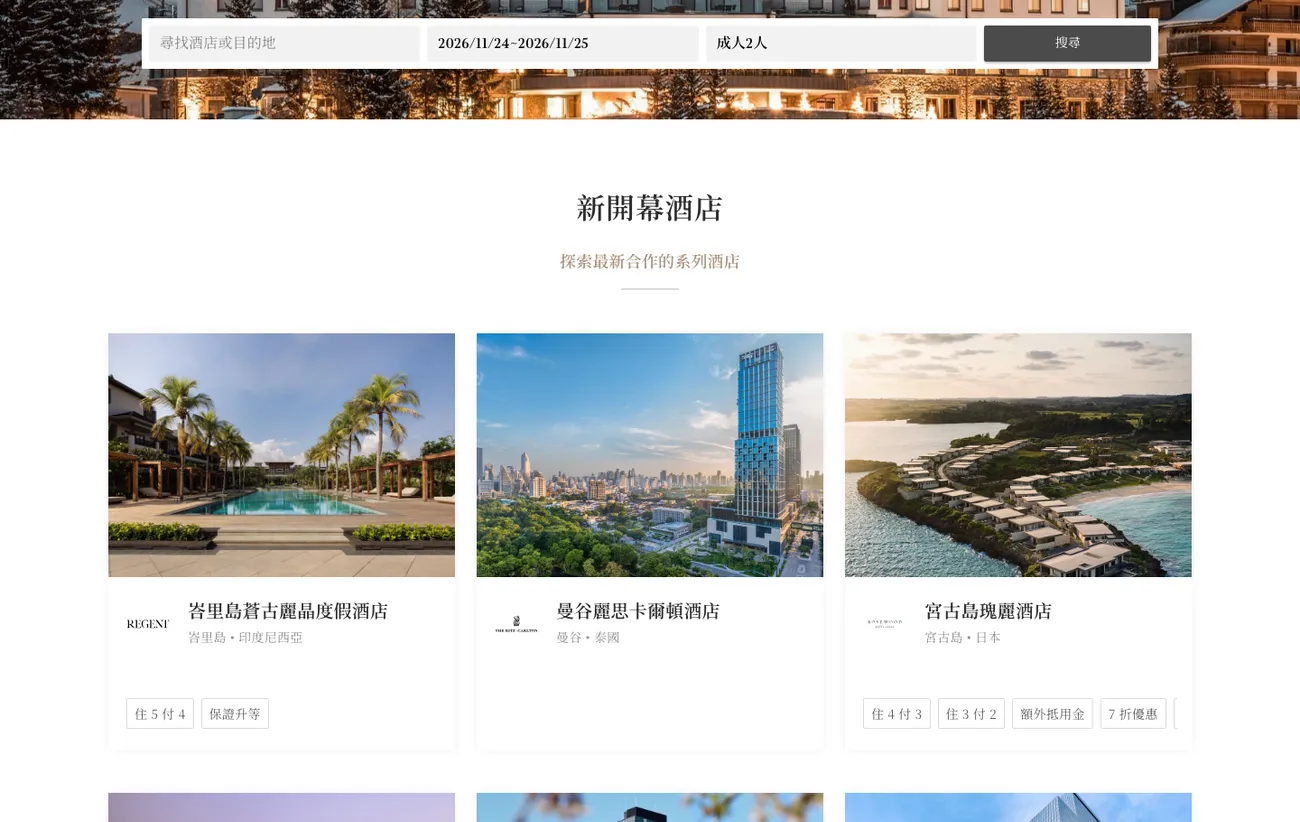 尋找酒店或目的地
2026/11/24~2026/11/25
成人2人
搜尋
新開幕酒店
探索最新合作的系列酒店
REGENT
峇里島蒼古麗晶度假酒店
峇里島•印度尼西亞
住 5 付 4
保證升等
THE RITZ-CARLTON
曼谷麗思卡爾頓酒店
曼谷•泰國
ROSEWOOD
宮古島瑰麗酒店
宮古島•日本
住 4 付 3
住 3 付 2
額外抵用金
7 折優惠